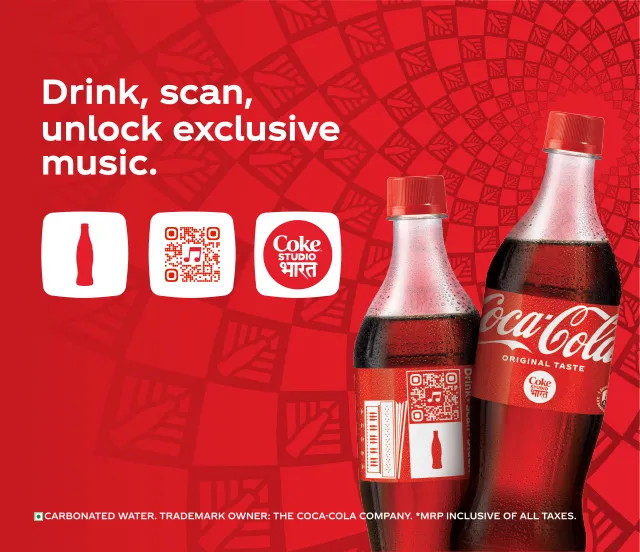 Drink, scan,
unlock exclusive
music.
Coke
STUDIO
भारत
Coca-Cola
ORIGINAL TASTE
Coke
STUDIO
भारत
CARBONATED WATER. TRADEMARK OWNER: THE COCA-COLA COMPANY. *MRP INCLUSIVE OF ALL TAXES.